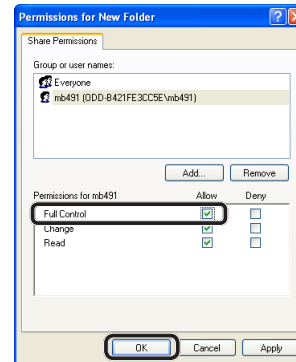 Permissions for New Folder
Share Permissions
Group or user names:
Everyone
mb491 (ODD-B421FE3CC5E\mb491)
Add... Remove
Permissions for mb491 Allow Deny
Full Control
Change
Read
OK Cancel Apply